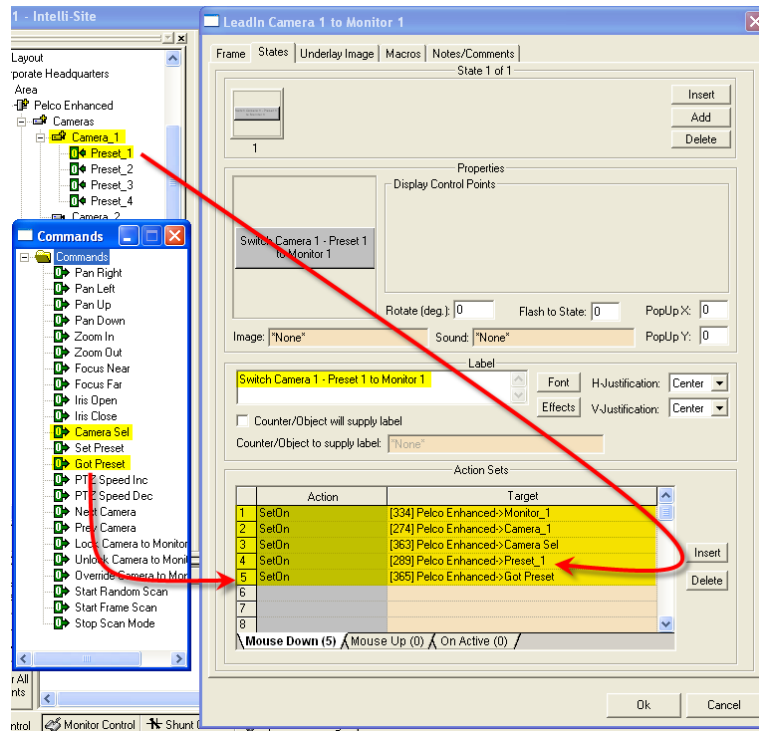 1 - Intelli-Site
Layout
rporate Headquarters
Area
Pelco Enhanced
Cameras
Camera_1
Preset_1
Preset_2
Preset_3
Preset_4
Camera_2
Commands
Commands
Pan Right
Pan Left
Pan Up
Pan Down
Zoom In
Zoom Out
Focus Near
Focus Far
Iris Open
Iris Close
Camera Sel
Set Preset
Got Preset
PTZ Speed Inc
PTZ Speed Dec
Next Camera
Prev Camera
Lock Camera to Monitor
Unlock Camera to Moni
Override Camera to Mon
Start Random Scan
Start Frame Scan
Stop Scan Mode
r All
nts
ntrol
Monitor Control
Shunt
LeadIn Camera 1 to Monitor 1
Frame States Underlay Image Macros Notes/Comments
State 1 of 1
1
Insert
Add
Delete
Properties
Display Control Points
Switch Camera 1 - Preset 1
to Monitor 1
Rotate (deg.): 0 Flash to State: 0 PopUp X: 0
Image: "None" Sound: "None" PopUp Y: 0
Label
Switch Camera 1 - Preset 1 to Monitor 1
Font H-Justification: Center
Effects V-Justification: Center
Counter/Object will supply label
Counter/Object to supply label: "None"
Action Sets
Action Target
1 SetOn [334] Pelco Enhanced->Monitor_1
2 SetOn [274] Pelco Enhanced->Camera_1
3 SetOn [363] Pelco Enhanced->Camera Sel
4 SetOn [289] Pelco Enhanced->Preset_1
5 SetOn [365] Pelco Enhanced->Got Preset
6
7
8
Insert
Delete
Mouse Down (5) Mouse Up (0) On Active (0)
Ok Cancel